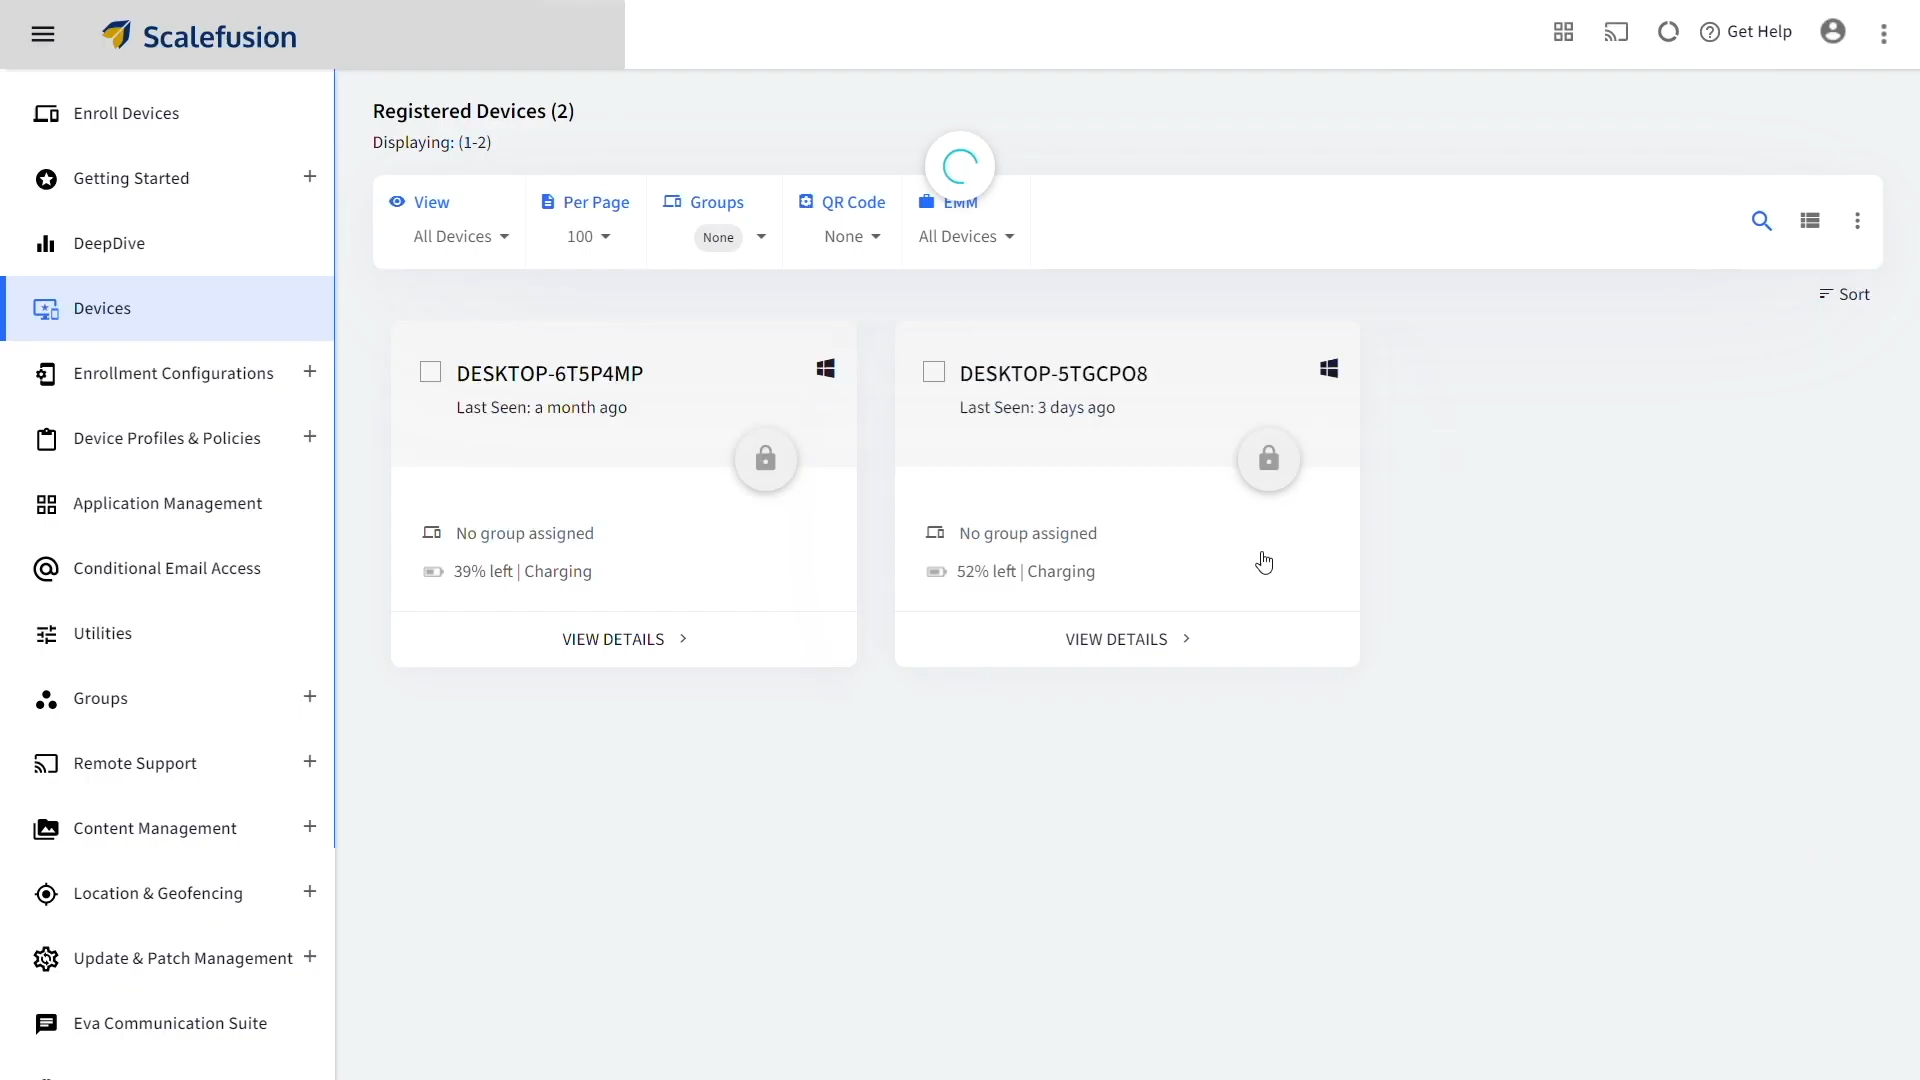 Scalefusion
Get Help
Enroll Devices
Getting Started
DeepDive
Devices
Enrollment Configurations
Device Profiles & Policies
Application Management
Conditional Email Access
Utilities
Groups
Remote Support
Content Management
Location & Geofencing
Update & Patch Management
Eva Communication Suite
Registered Devices (2)
Displaying: (1-2)
View
All Devices
Per Page
100
Groups
None
QR Code
None
EMM
All Devices
Sort
DESKTOP-6T5P4MP
Last Seen: a month ago
No group assigned
39% left | Charging
VIEW DETAILS
DESKTOP-5TGCPO8
Last Seen: 3 days ago
No group assigned
52% left | Charging
VIEW DETAILS